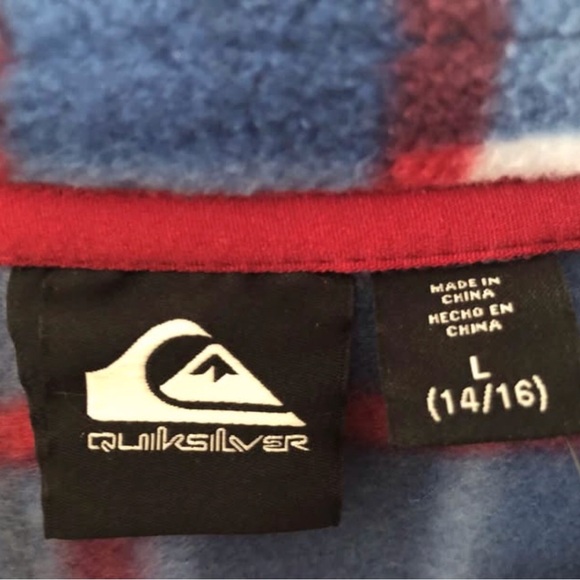 QUIKSILVER
MADE IN
CHINA
HECHO EN
CHINA
L
(14/16)